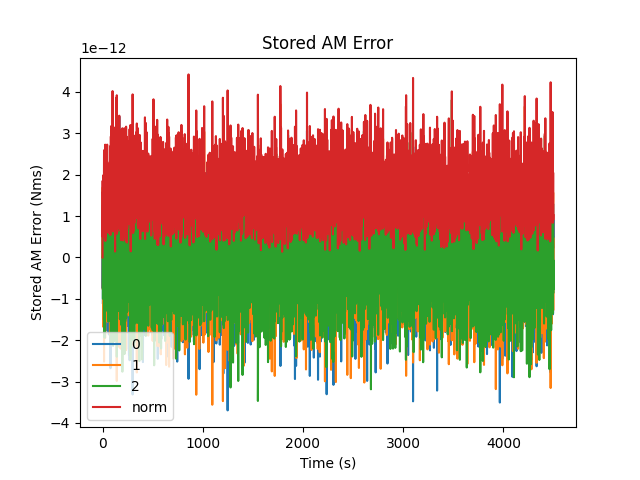 Stored AM Error
1e−12
Stored AM Error (Nms)
4
3
2
1
0
−1
−2
−3
−4
0
1
2
norm
0 1000 2000 3000 4000
Time (s)